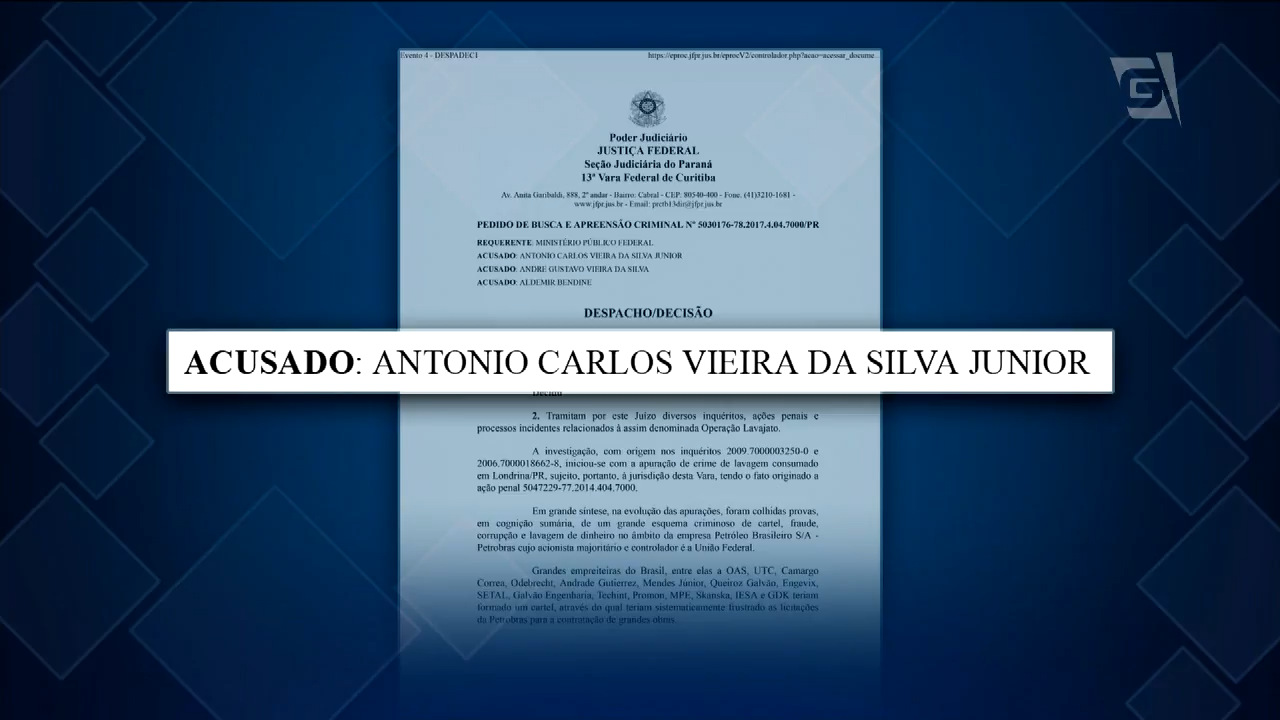 Evento 4 - DESPADEC1
https://eproc.jfpr.jus.br/eprocV2/controlador.php?acao=acessar_docume...
Poder Judiciário
JUSTIÇA FEDERAL
Seção Judiciária do Paraná
13ª Vara Federal de Curitiba
Av. Anita Garibaldi, 888, 2º andar - Bairro: Cabral - CEP: 80540-400 - Fone: (41)3210-1681 -
www.jfpr.jus.br - Email: prctb13dir@jfpr.jus.br
PEDIDO DE BUSCA E APREENSÃO CRIMINAL Nº 5030176-78.2017.4.04.7000/PR
REQUERENTE: MINISTÉRIO PÚBLICO FEDERAL
ACUSADO: ANTONIO CARLOS VIEIRA DA SILVA JUNIOR
ACUSADO: ANDRE GUSTAVO VIEIRA DA SILVA
ACUSADO: ALDEMIR BENDINE
DESPACHO/DECISÃO
ACUSADO: ANTONIO CARLOS VIEIRA DA SILVA JUNIOR
Decido
2. Tramitam por este Juízo diversos inquéritos, ações penais e
processos incidentes relacionados à assim denominada Operação Lavajato.
A investigação, com origem nos inquéritos 2009.7000003250-0 e
2006.7000018662-8, iniciou-se com a apuração de crime de lavagem consumado
em Londrina/PR, sujeito, portanto, à jurisdição desta Vara, tendo o fato originado a
ação penal 5047229-77.2014.404.7000.
Em grande síntese, na evolução das apurações, foram colhidas provas,
em cognição sumária, de um grande esquema criminoso de cartel, fraude,
corrupção e lavagem de dinheiro no âmbito da empresa Petróleo Brasileiro S/A -
Petrobras cujo acionista majoritário e controlador é a União Federal.
Grandes empreiteiras do Brasil, entre elas a OAS, UTC, Camargo
Correa, Odebrecht, Andrade Gutierrez, Mendes Júnior, Queiroz Galvão, Engevix,
SETAL, Galvão Engenharia, Techint, Promon, MPE, Skanska, IESA e GDK teriam
formado um cartel, através do qual teriam sistematicamente frustrado as licitações
da Petrobras para a contratação de grandes obras.